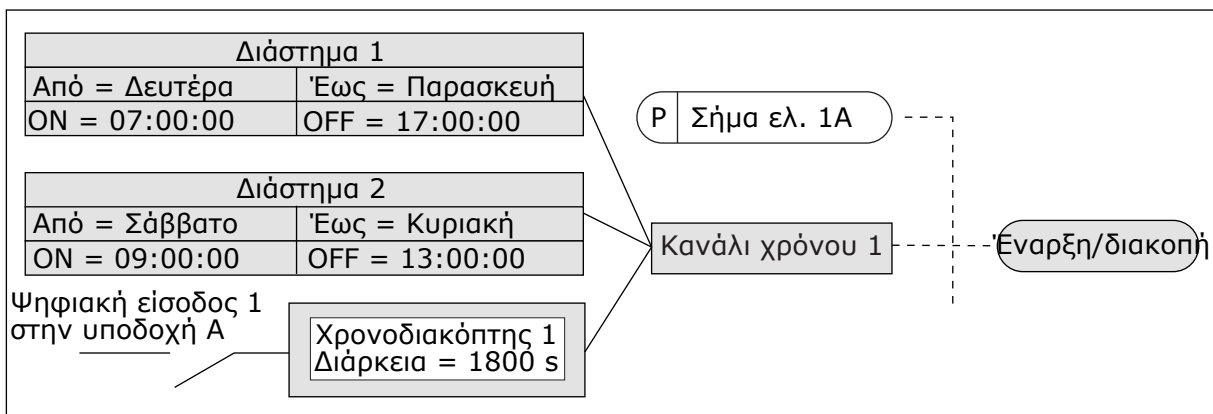 Διάστημα 1
Από = Δευτέρα Έως = Παρασκευή
ON = 07:00:00 OFF = 17:00:00
P Σήμα ελ. 1A
Διάστημα 2
Από = Σάββατο Έως = Κυριακή
ON = 09:00:00 OFF = 13:00:00
Κανάλι χρόνου 1
Έναρξη/διακοπή
Ψηφιακή είσοδος 1
στην υποδοχή A
Χρονοδιακόπτης 1
Διάρκεια = 1800 s